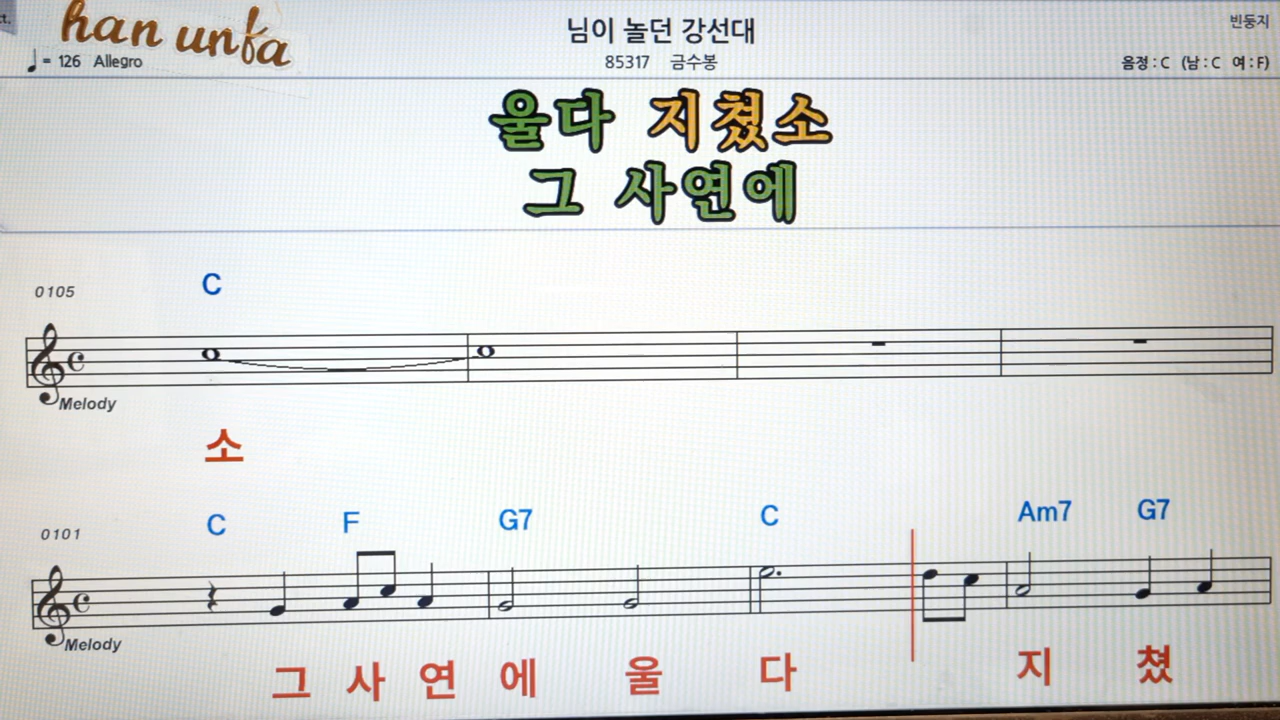 ct.
han unfa
님이 놀던 강선대
빈둥지
♩ = 126 Allegro
85317 금수봉
음정 : C (남 : C 여 : F)
울다 지쳤소
그 사연에
C
0105
Melody
소
C F G7 C Am7 G7
0101
Melody
그 사 연 에 울 다 지 쳤